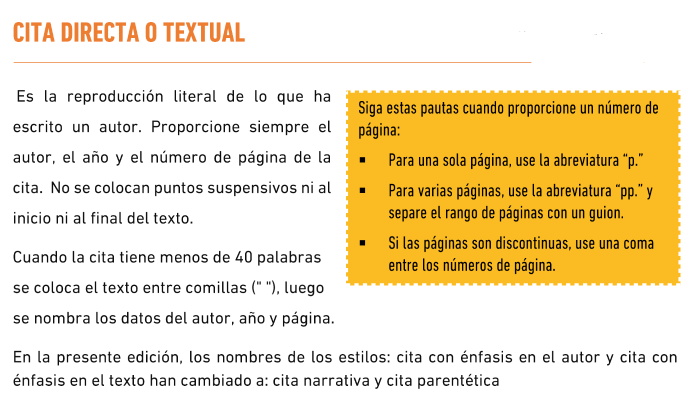 CITA DIRECTA O TEXTUAL
Es la reproducción literal de lo que ha
escrito un autor. Proporcione siempre el
autor, el año y el número de página de la
cita. No se colocan puntos suspensivos ni al
inicio ni al final del texto.
Cuando la cita tiene menos de 40 palabras
se coloca el texto entre comillas (" "), luego
se nombra los datos del autor, año y página.
Siga estas pautas cuando proporcione un número de
página:
▪ Para una sola página, use la abreviatura “p.”
▪ Para varias páginas, use la abreviatura “pp.” y
separe el rango de páginas con un guion.
▪ Si las páginas son discontinuas, use una coma
entre los números de página.
En la presente edición, los nombres de los estilos: cita con énfasis en el autor y cita con
énfasis en el texto han cambiado a: cita narrativa y cita parentética